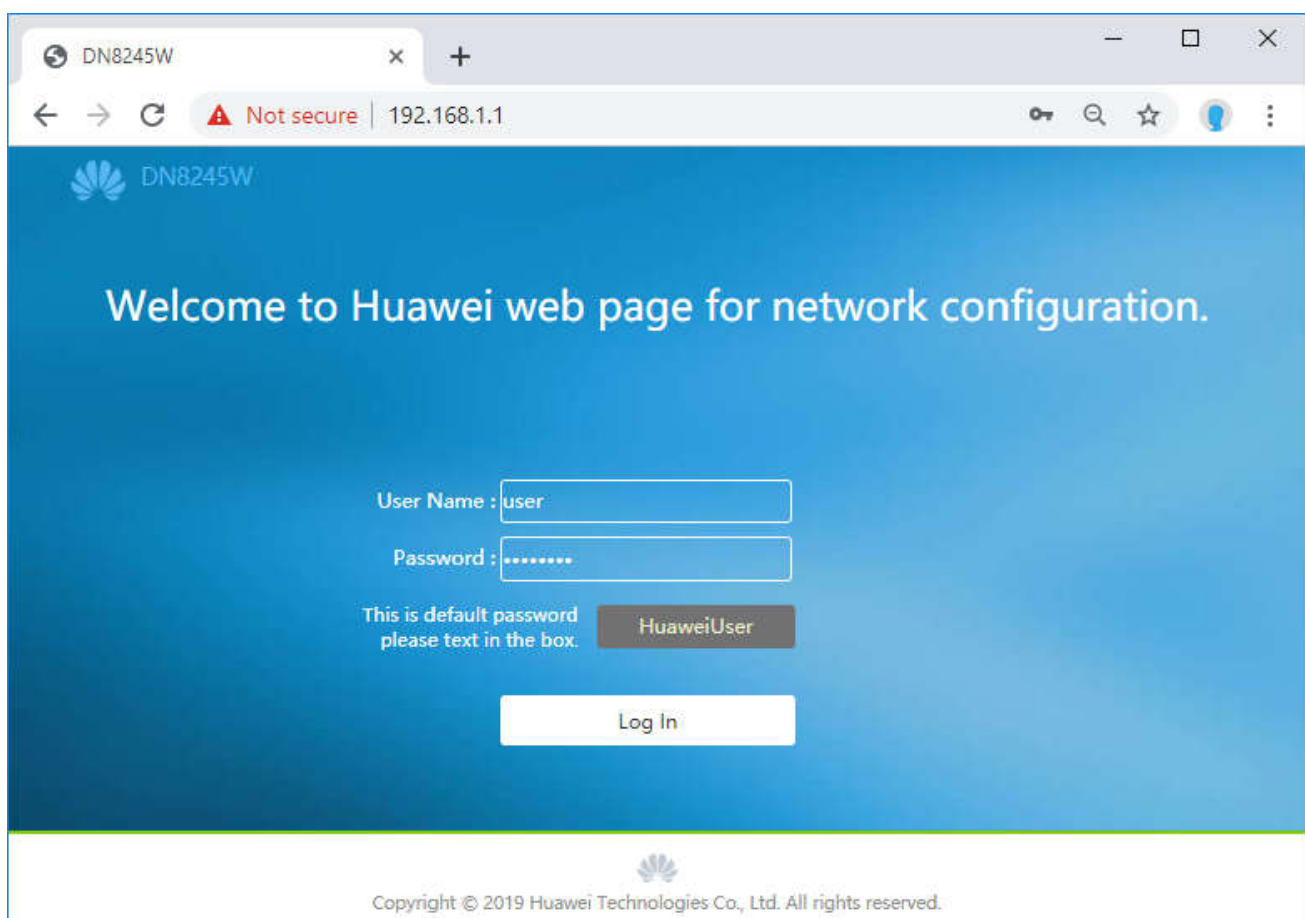 DN8245W
Not secure 192.168.1.1
DN8245W
Welcome to Huawei web page for network configuration.
User Name : user
Password : ••••••••
This is default password
please text in the box.
HuaweiUser
Log In
Copyright © 2019 Huawei Technologies Co., Ltd. All rights reserved.